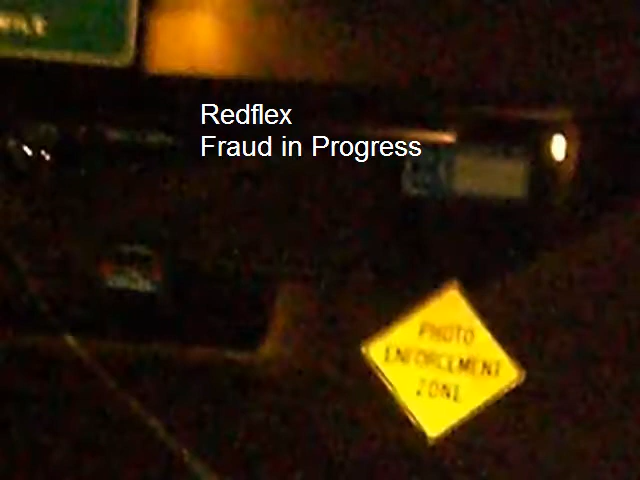 Redflex
Fraud in Progress
PHOTO
ENFORCEMENT
ZONE